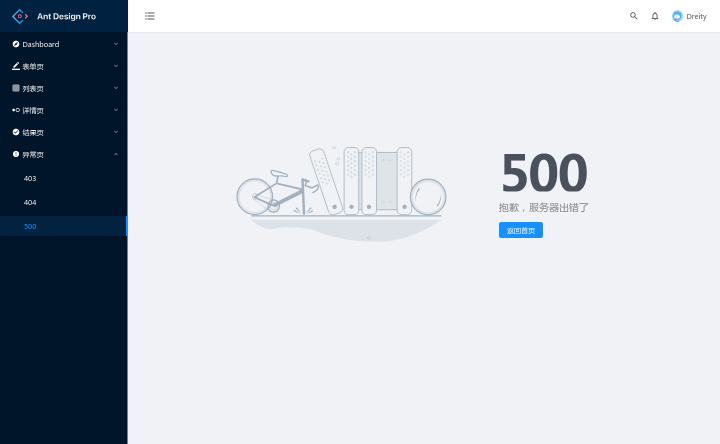 Ant Design Pro
Dreity
Dashboard
表单页
列表页
详情页
结果页
异常页
403
404
500
500
抱歉，服务器出错了
返回首页